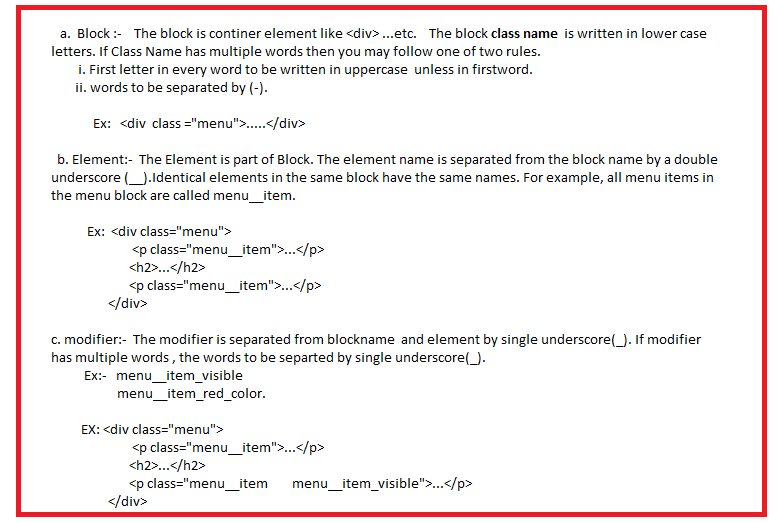 a. Block :- The block is continer element like <div> ...etc. The block class name is written in lower case
letters. If Class Name has multiple words then you may follow one of two rules.
i. First letter in every word to be written in uppercase unless in firstword.
ii. words to be separated by (-).
Ex: <div class ="menu">.....</div>
b. Element:- The Element is part of Block. The element name is separated from the block name by a double
underscore (__).Identical elements in the same block have the same names. For example, all menu items in
the menu block are called menu__item.
Ex: <div class="menu">
<p class="menu__item">...</p>
<h2>...</h2>
<p class="menu__item">...</p>
</div>
c. modifier:- The modifier is separated from blockname and element by single underscore(_). If modifier
has multiple words , the words to be separted by single underscore(_).
Ex:- menu__item_visible
menu__item_red_color.
EX: <div class="menu">
<p class="menu__item">...</p>
<h2>...</h2>
<p class="menu__item menu__item_visible">...</p>
</div>